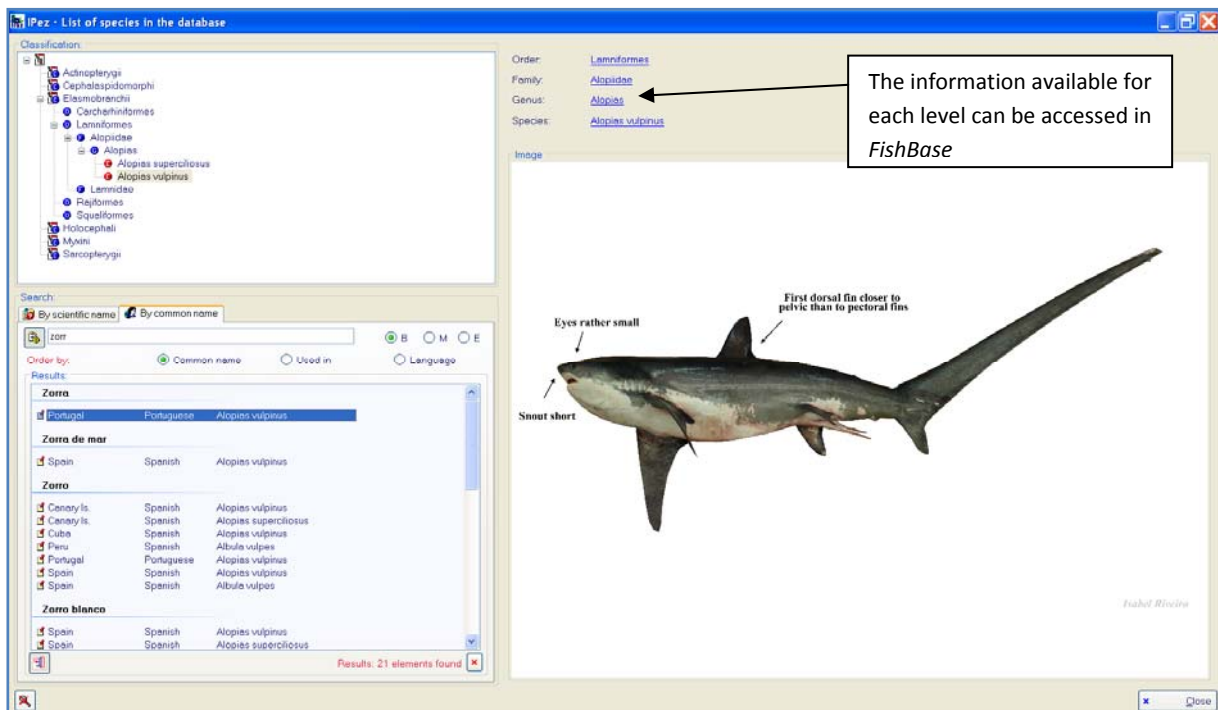 IPez - List of species in the database
Classification:
Actinopterygii
Cephalaspidomorphi
Elasmobranchii
Carcharhiniformes
Lamniformes
Alopiidae
Alopias
Alopias superciliosus
Alopias vulpinus
Lamnidae
Rajiformes
Squaliformes
Holocephali
Myxini
Sarcopterygii
Search:
By scientific name
By common name
zorr
B M E
Order by: Common name Used in Language
Results:
Zorra
Portugal Portuguese Alopias vulpinus
Zorra de mar
Spain Spanish Alopias vulpinus
Zorro
Canary Is. Spanish Alopias vulpinus
Canary Is. Spanish Alopias superciliosus
Cuba Spanish Alopias vulpinus
Peru Spanish Albula vulpes
Portugal Portuguese Alopias vulpinus
Spain Spanish Alopias vulpinus
Spain Spanish Albula vulpes
Zorro blanco
Spain Spanish Alopias vulpinus
Spain Spanish Alopias superciliosus
Results: 21 elements found
Order: Lamniformes
Family: Alopiidae
Genus: Alopias
Species: Alopias vulpinus
The information available for
each level can be accessed in
FishBase
Image
First dorsal fin closer to
pelvic than to pectoral fins
Eyes rather small
Snout short
Isabel Riveiro
Close